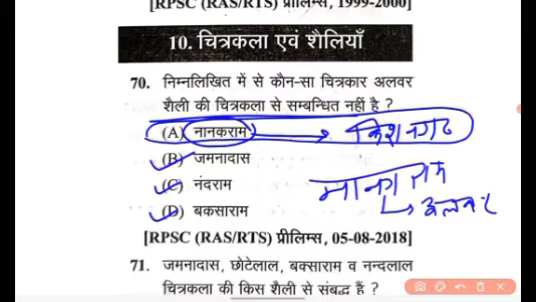 [RPSC (RAS/RTS) प्रीलिम्स, 1999-2000]
10. चित्रकला एवं शैलियाँ
70. निम्नलिखित में से कौन-सा चित्रकार अलवर
शैली की चित्रकला से सम्बन्धित नहीं है ?
(A) नानकराम किशनगढ
(B) जमनादास
(C) नंदराम
(D) बकसाराम अलवर
[RPSC (RAS/RTS) प्रीलिम्स, 05-08-2018]
71. जमनादास, छोटेलाल, बक्साराम व नन्दलाल
चित्रकला की किस शैली से संबद्ध हैं ?